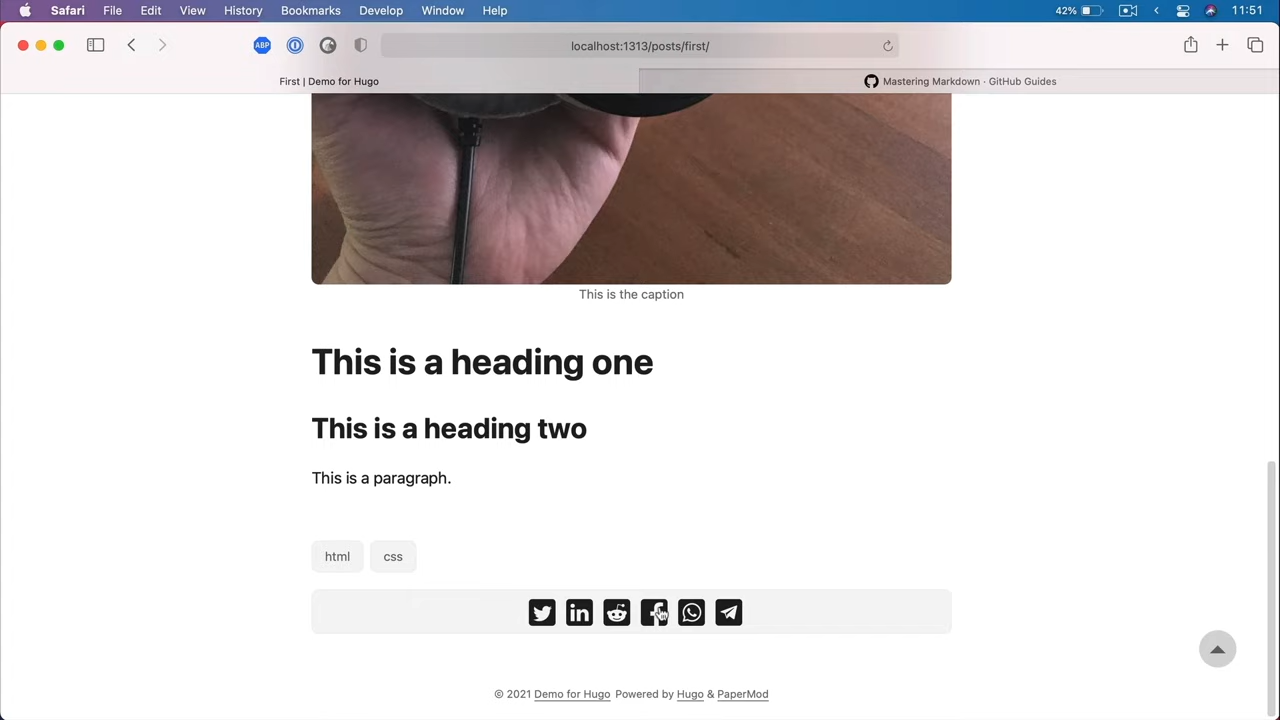 Safari File Edit View History Bookmarks Develop Window Help 42% 11:51
ABP localhost:1313/posts/first/
First | Demo for Hugo Mastering Markdown · GitHub Guides
This is the caption
This is a heading one
This is a heading two
This is a paragraph.
html css
in f
© 2021 Demo for Hugo Powered by Hugo & PaperMod